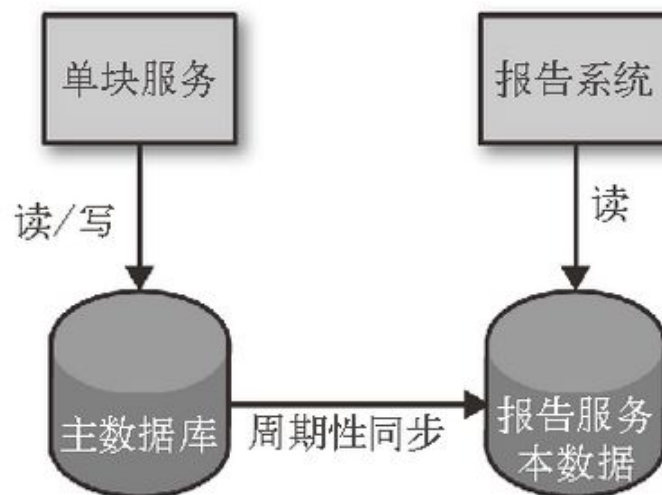 单块服务
报告系统
读/写
读
主数据库
周期性同步
报告服务
本数据